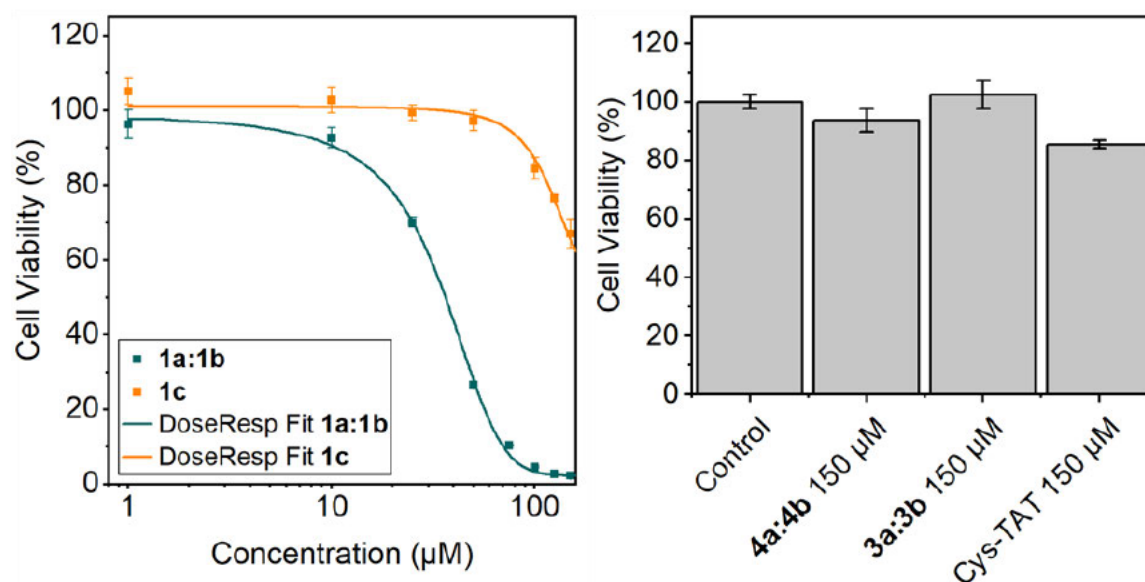 120
100
80
60
40
20
0
Cell Viability (%)
1a:1b
1c
DoseResp Fit 1a:1b
DoseResp Fit 1c
1
10
100
Concentration (µM)
120
100
80
60
40
20
0
Cell Viability (%)
Control
4a:4b 150 µM
3a:3b 150 µM
Cys-TAT 150 µM